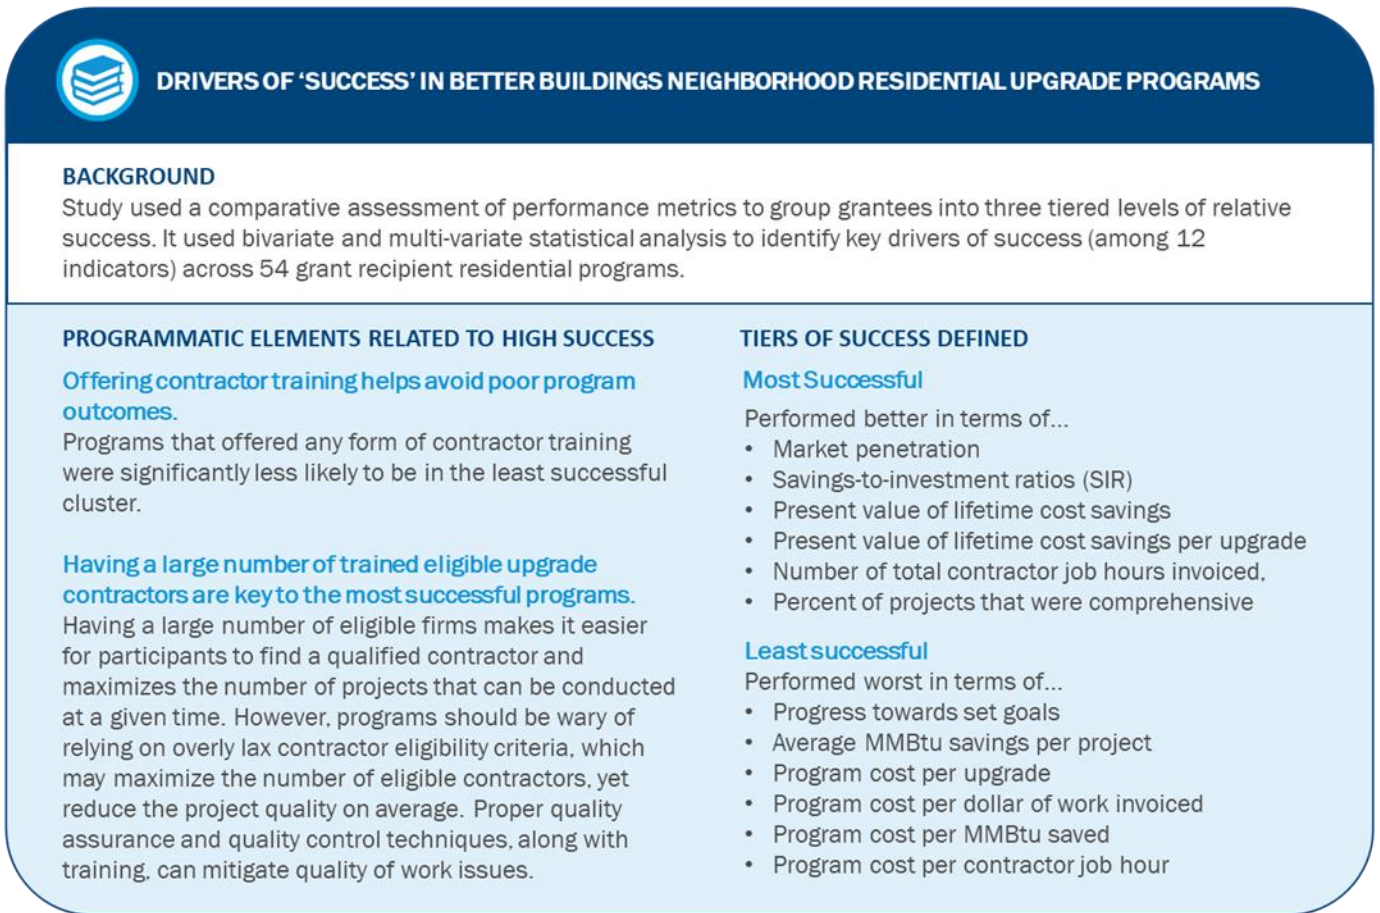 DRIVERS OF ‘SUCCESS’ IN BETTER BUILDINGS NEIGHBORHOOD RESIDENTIAL UPGRADE PROGRAMS
BACKGROUND
Study used a comparative assessment of performance metrics to group grantees into three tiered levels of relative
success. It used bivariate and multi-variate statistical analysis to identify key drivers of success (among 12
indicators) across 54 grant recipient residential programs.
PROGRAMMATIC ELEMENTS RELATED TO HIGH SUCCESS
Offering contractor training helps avoid poor program
outcomes.
Programs that offered any form of contractor training
were significantly less likely to be in the least successful
cluster.
Having a large number of trained eligible upgrade
contractors are key to the most successful programs.
Having a large number of eligible firms makes it easier
for participants to find a qualified contractor and
maximizes the number of projects that can be conducted
at a given time. However, programs should be wary of
relying on overly lax contractor eligibility criteria, which
may maximize the number of eligible contractors, yet
reduce the project quality on average. Proper quality
assurance and quality control techniques, along with
training, can mitigate quality of work issues.
TIERS OF SUCCESS DEFINED
Most Successful
Performed better in terms of...
• Market penetration
• Savings-to-investment ratios (SIR)
• Present value of lifetime cost savings
• Present value of lifetime cost savings per upgrade
• Number of total contractor job hours invoiced,
• Percent of projects that were comprehensive
Least successful
Performed worst in terms of...
• Progress towards set goals
• Average MMBtu savings per project
• Program cost per upgrade
• Program cost per dollar of work invoiced
• Program cost per MMBtu saved
• Program cost per contractor job hour